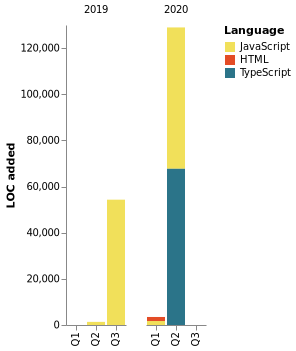 2019 2020
Language
JavaScript
HTML
TypeScript
LOC added
120,000
100,000
80,000
60,000
40,000
20,000
0
Q1 Q2 Q3 Q1 Q2 Q3